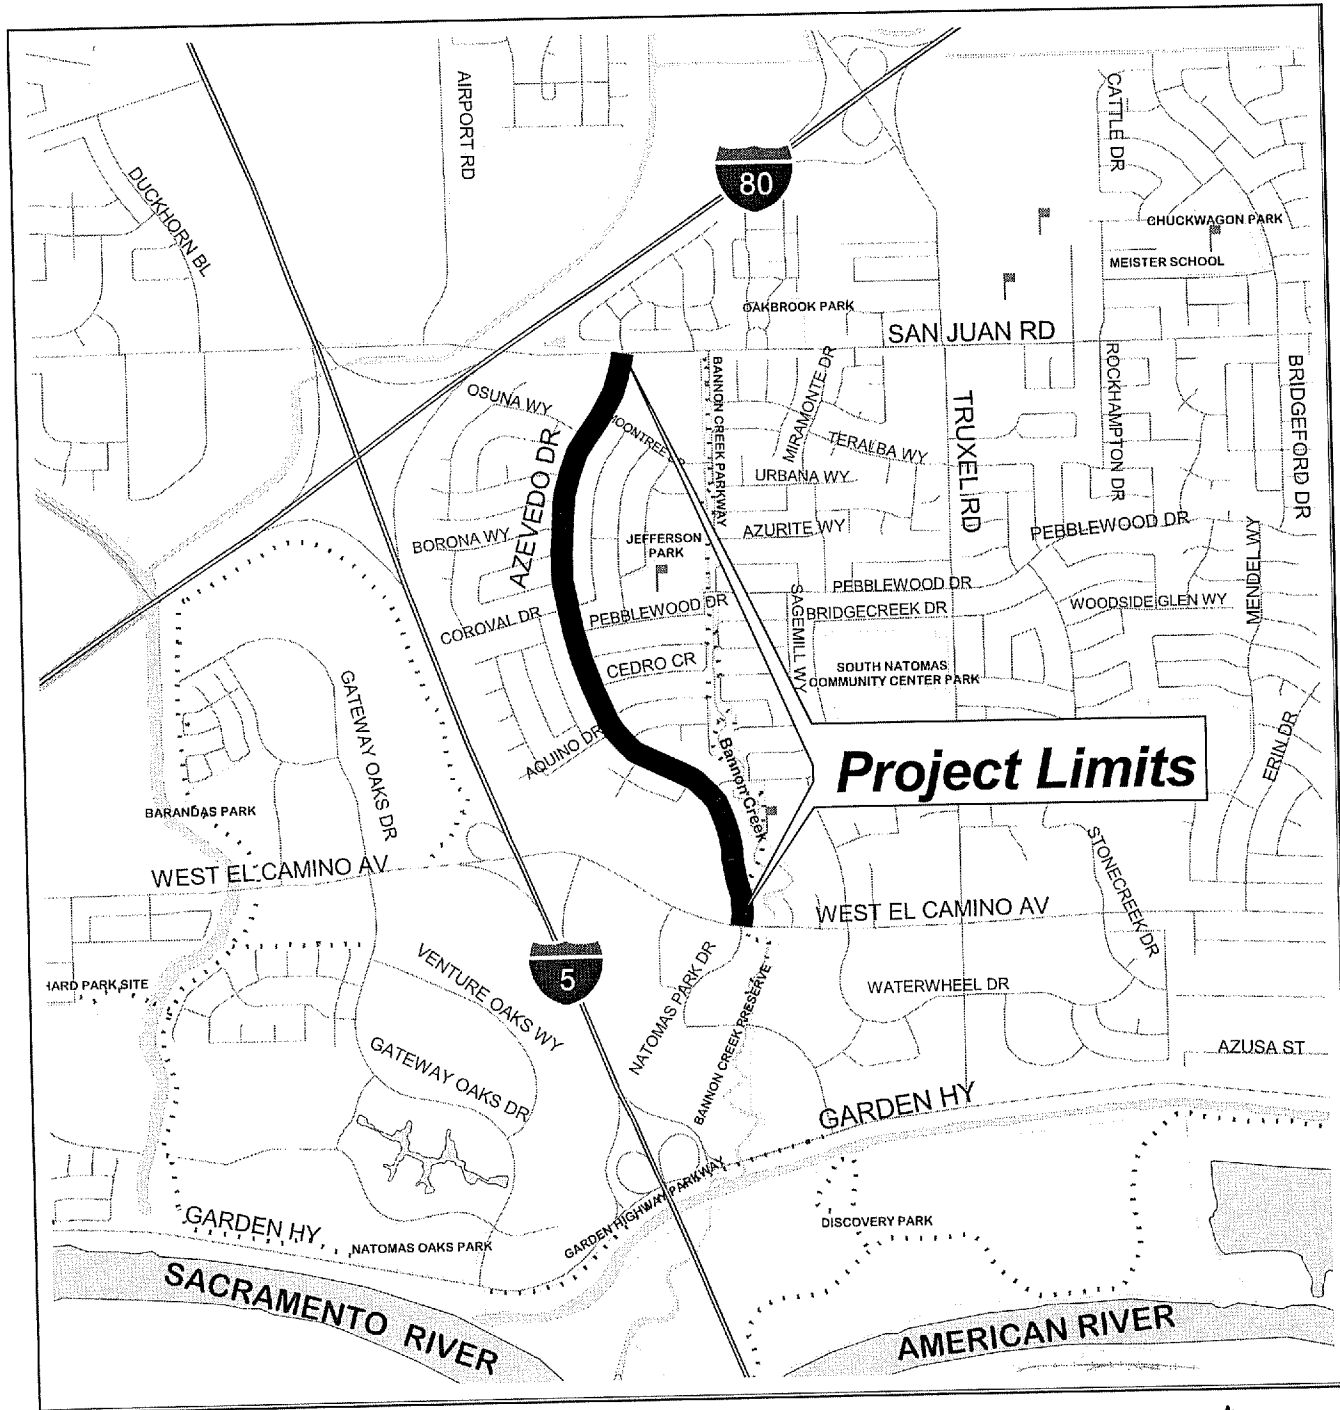 AIRPORT RD
CATTLE DR
80
DUCKHORN BL
CHUCKWAGON PARK
MEISTER SCHOOL
OAKBROOK PARK
SAN JUAN RD
OSUNA WY
BANNON CREEK PARKWAY
MIRAMONTE DR
TRUXEL RD
ROCKHAMPTON DR
BRIDGEFORD DR
AZEVEDO DR
TERALBA WY
URBANA WY
BORONA WY
JEFFERSON
PARK
AZURITE WY
PEBBLEWOOD DR
MENDEL WY
COROVAL DR
PEBBLEWOOD DR
SAGEMILL WY
PEBBLEWOOD DR
BRIDGECREEK DR
WOODSIDE GLEN WY
CEDRO CR
SOUTH NATOMAS
COMMUNITY CENTER PARK
GATEWAY OAKS DR
AQUINO DR
Bannon Creek
Project Limits
ERIN DR
BARANDAS PARK
WEST EL CAMINO AV
STONECREEK DR
WEST EL CAMINO AV
VENTURE OAKS WY
5
NATOMAS PARK DR
BANNON CREEK PRESERVE
WATERWHEEL DR
HARD PARK SITE
GATEWAY OAKS DR
AZUSA ST
GARDEN HY
GARDEN HIGHWAY PARKWAY
GARDEN HY
NATOMAS OAKS PARK
DISCOVERY PARK
SACRAMENTO RIVER
AMERICAN RIVER